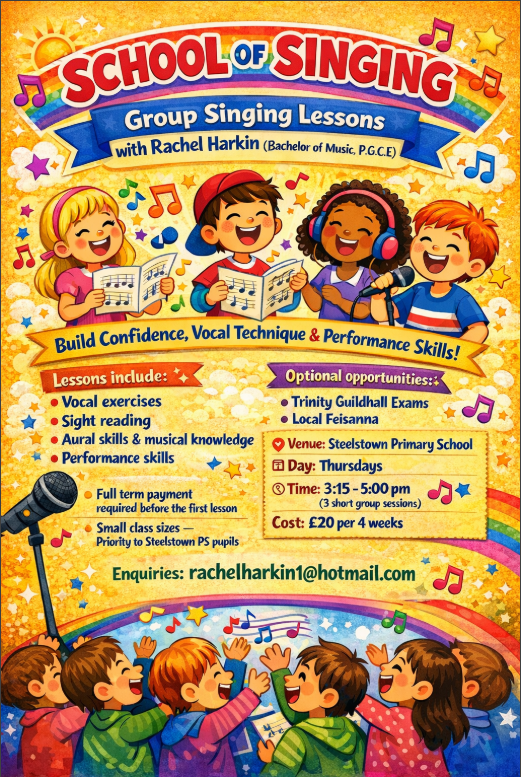 SCHOOL OF SINGING
Group Singing Lessons
with Rachel Harkin (Bachelor of Music, P.G.C.E)
Build Confidence, Vocal Technique & Performance Skills!
Lessons include:
• Vocal exercises
• Sight reading
• Aural skills & musical knowledge
• Performance skills
• Full term payment
required before the first lesson
• Small class sizes —
Priority to Steelstown PS pupils
Optional opportunities:
• Trinity Guildhall Exams
• Local Feisanna
Venue: Steelstown Primary School
Day: Thursdays
Time: 3:15 - 5:00 pm
(3 short group sessions)
Cost: £20 per 4 weeks
Enquiries: rachelharkin1@hotmail.com